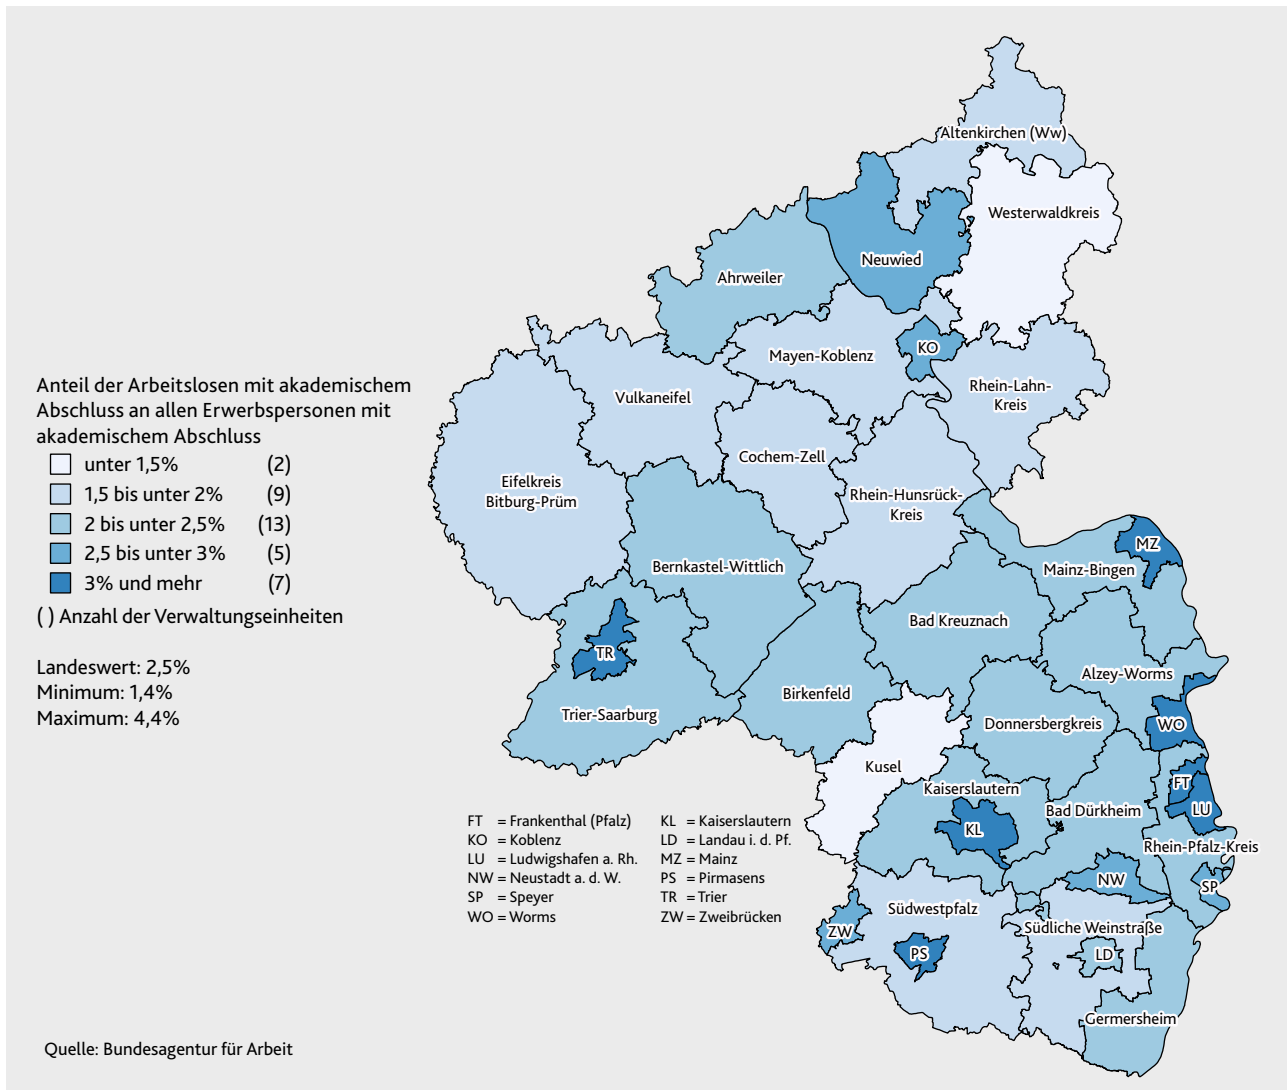 Altenkirchen (Ww)
Westerwaldkreis
Neuwied
Ahrweiler
KO
Mayen-Koblenz
Rhein-Lahn-
Kreis
Vulkaneifel
Cochem-Zell
Eifelkreis
Bitburg-Prüm
Rhein-Hunsrück-
Kreis
MZ
Mainz-Bingen
Bernkastel-Wittlich
Bad Kreuznach
TR
Alzey-Worms
Birkenfeld
Trier-Saarburg
Donnersbergkreis
WO
Kusel
FT
Kaiserslautern
LU
Bad Dürkheim
KL
Rhein-Pfalz-Kreis
NW
SP
Südwestpfalz
ZW
Südliche Weinstraße
PS
LD
Germersheim
Anteil der Arbeitslosen mit akademischem
Abschluss an allen Erwerbspersonen mit
akademischem Abschluss
unter 1,5% (2)
1,5 bis unter 2% (9)
2 bis unter 2,5% (13)
2,5 bis unter 3% (5)
3% und mehr (7)
( ) Anzahl der Verwaltungseinheiten
Landeswert: 2,5%
Minimum: 1,4%
Maximum: 4,4%
FT = Frankenthal (Pfalz) KL = Kaiserslautern
KO = Koblenz LD = Landau i. d. Pf.
LU = Ludwigshafen a. Rh. MZ = Mainz
NW = Neustadt a. d. W. PS = Pirmasens
SP = Speyer TR = Trier
WO = Worms ZW = Zweibrücken
Quelle: Bundesagentur für Arbeit